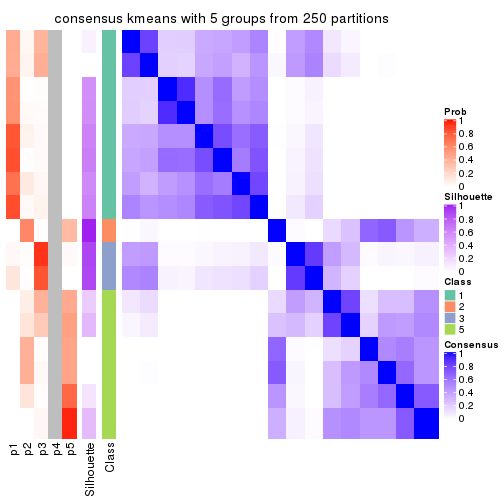 consensus kmeans with 5 groups from 250 partitions
Prob
1
0.8
0.6
0.4
0.2
0
Silhouette
1
0.8
0.6
0.4
0.2
0
Class
1
2
3
5
Consensus
1
0.8
0.6
0.4
0.2
0
p1
p2
p3
p4
p5
Silhouette
Class